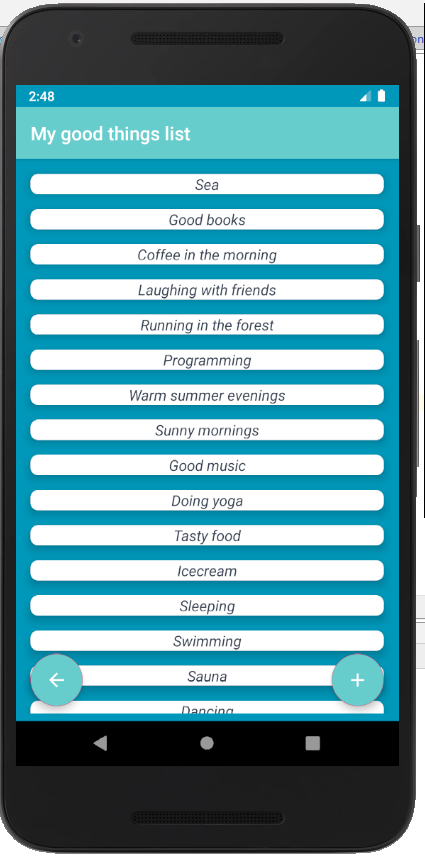 2:48
My good things list
Sea
Good books
Coffee in the morning
Laughing with friends
Running in the forest
Programming
Warm summer evenings
Sunny mornings
Good music
Doing yoga
Tasty food
Icecream
Sleeping
Swimming
Sauna
Dancing